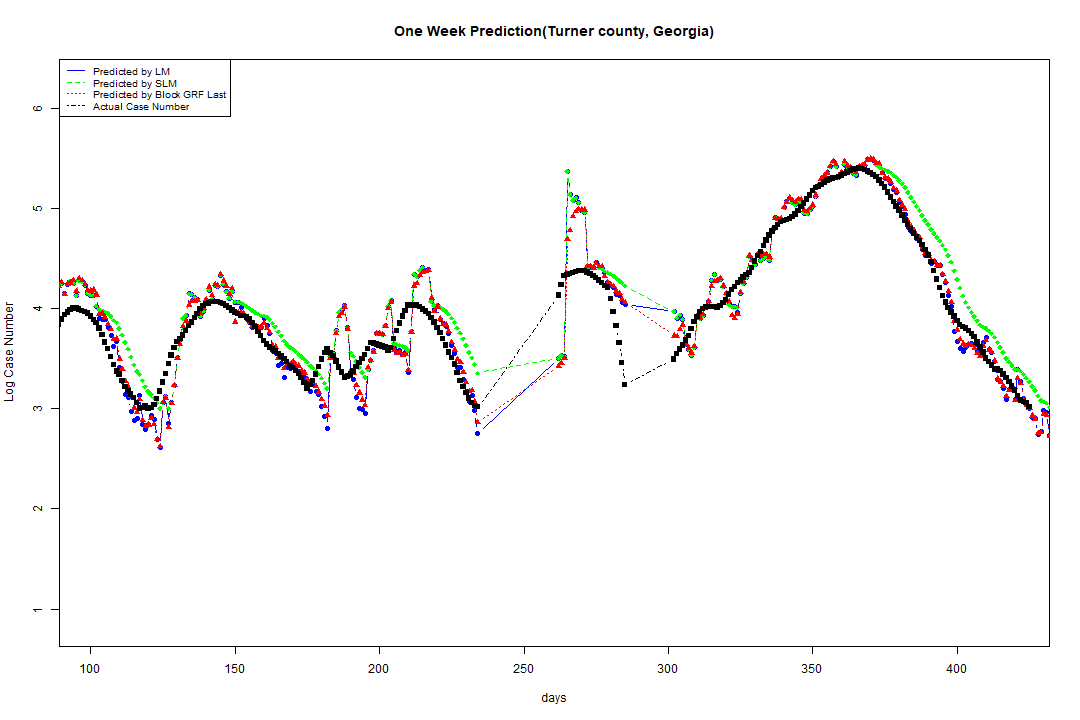 One Week Prediction(Turner county, Georgia)
Predicted by LM
Predicted by SLM
Predicted by Block GRF Last
Actual Case Number
6
5
4
3
2
1
Log Case Number
100 150 200 250 300 350 400
days